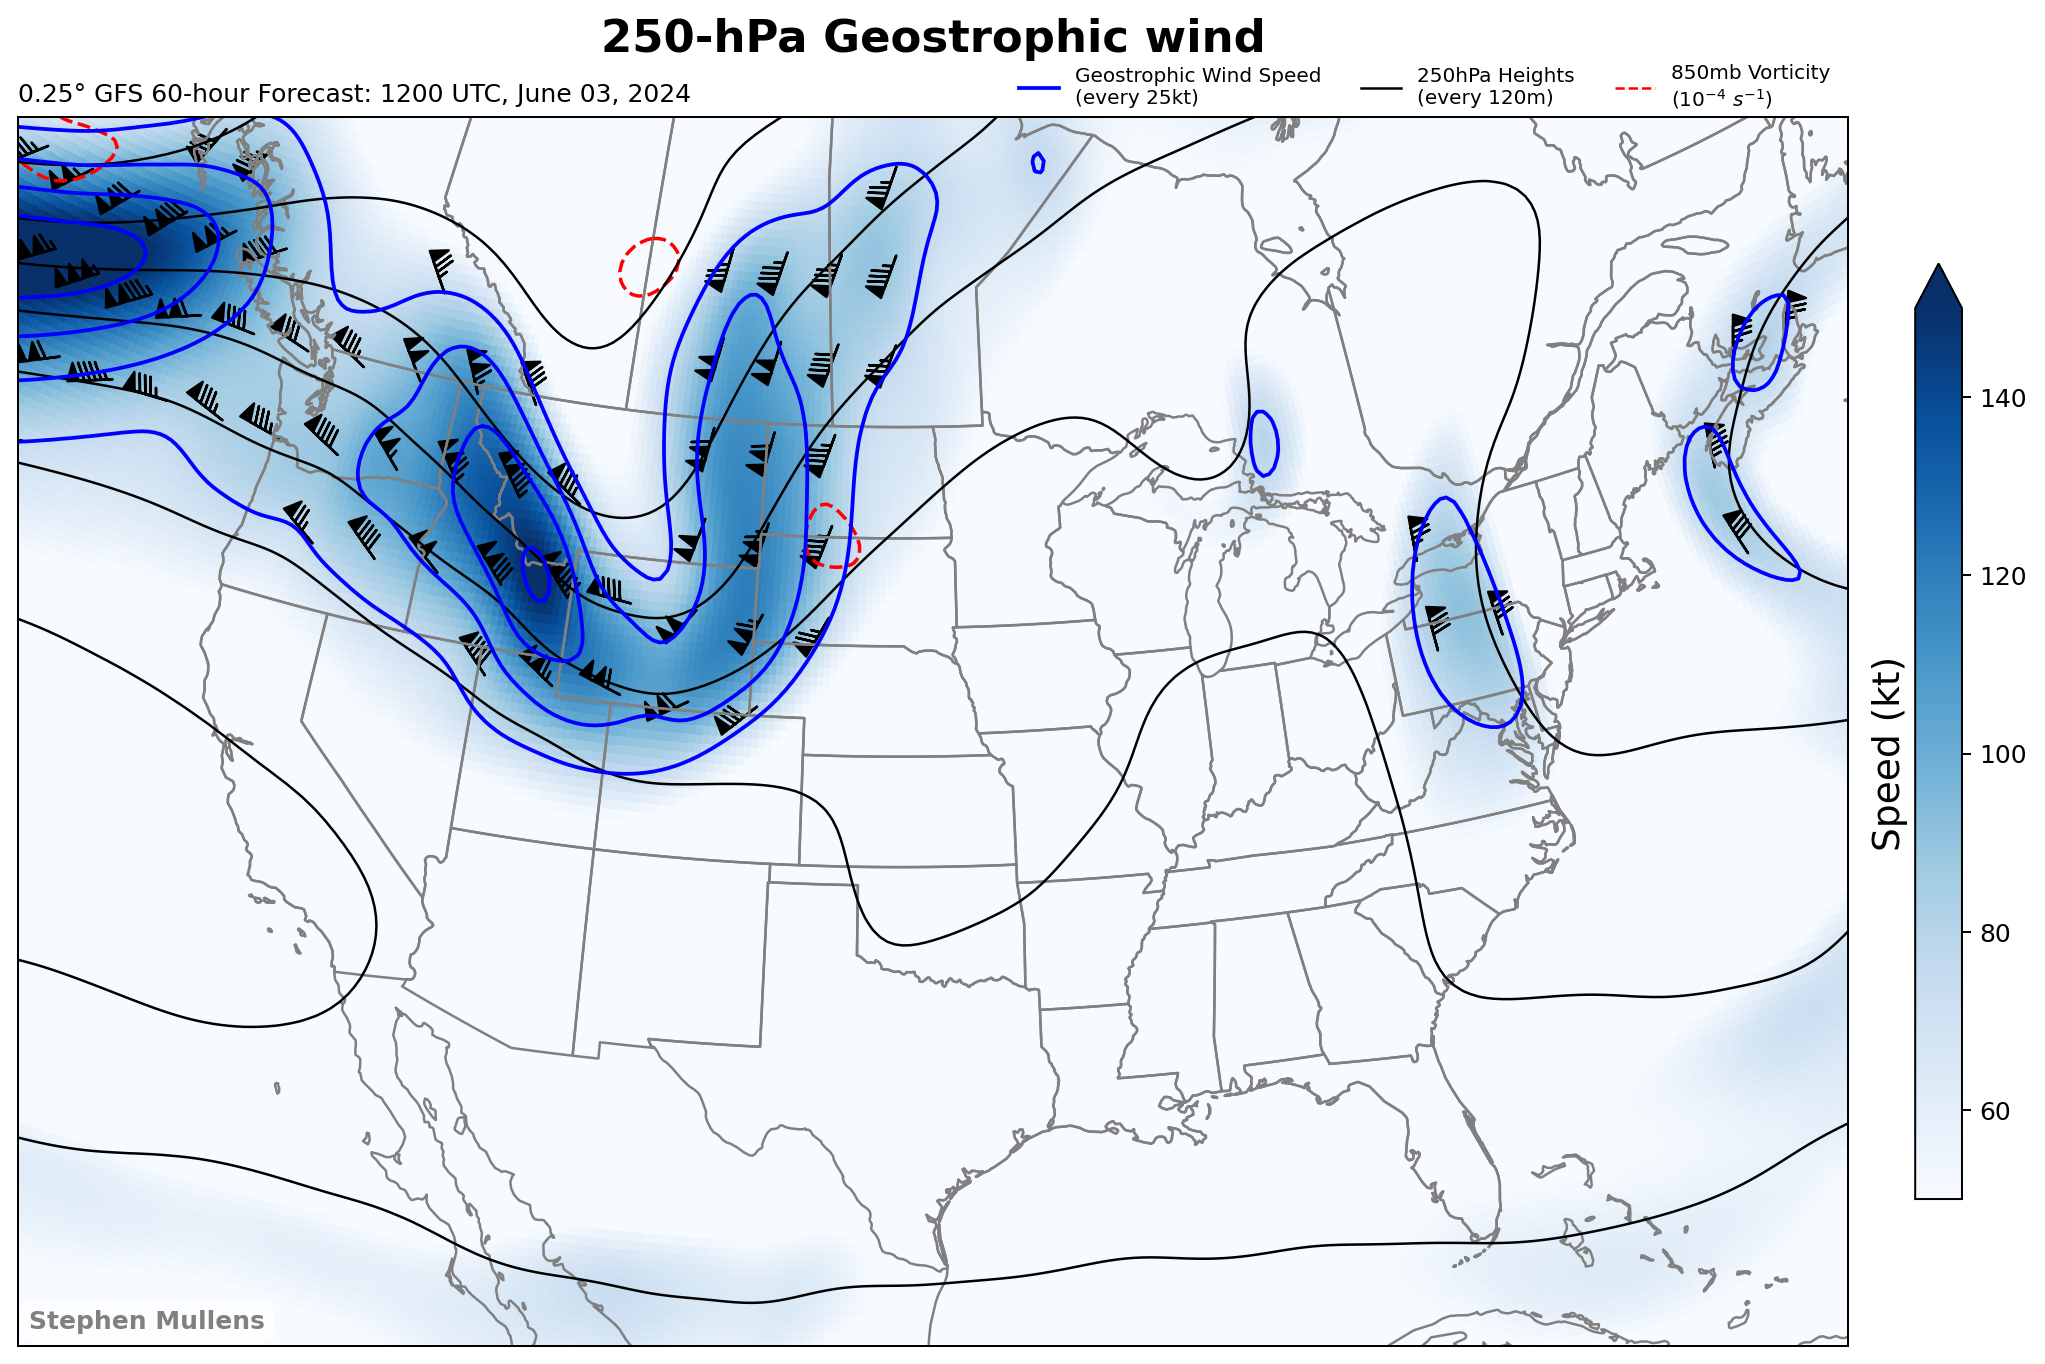 250-hPa Geostrophic wind
0.25° GFS 60-hour Forecast: 1200 UTC, June 03, 2024
Geostrophic Wind Speed
(every 25kt)
250hPa Heights
(every 120m)
850mb Vorticity
(10⁻⁴ s⁻¹)
140
120
100
80
60
Speed (kt)
Stephen Mullens